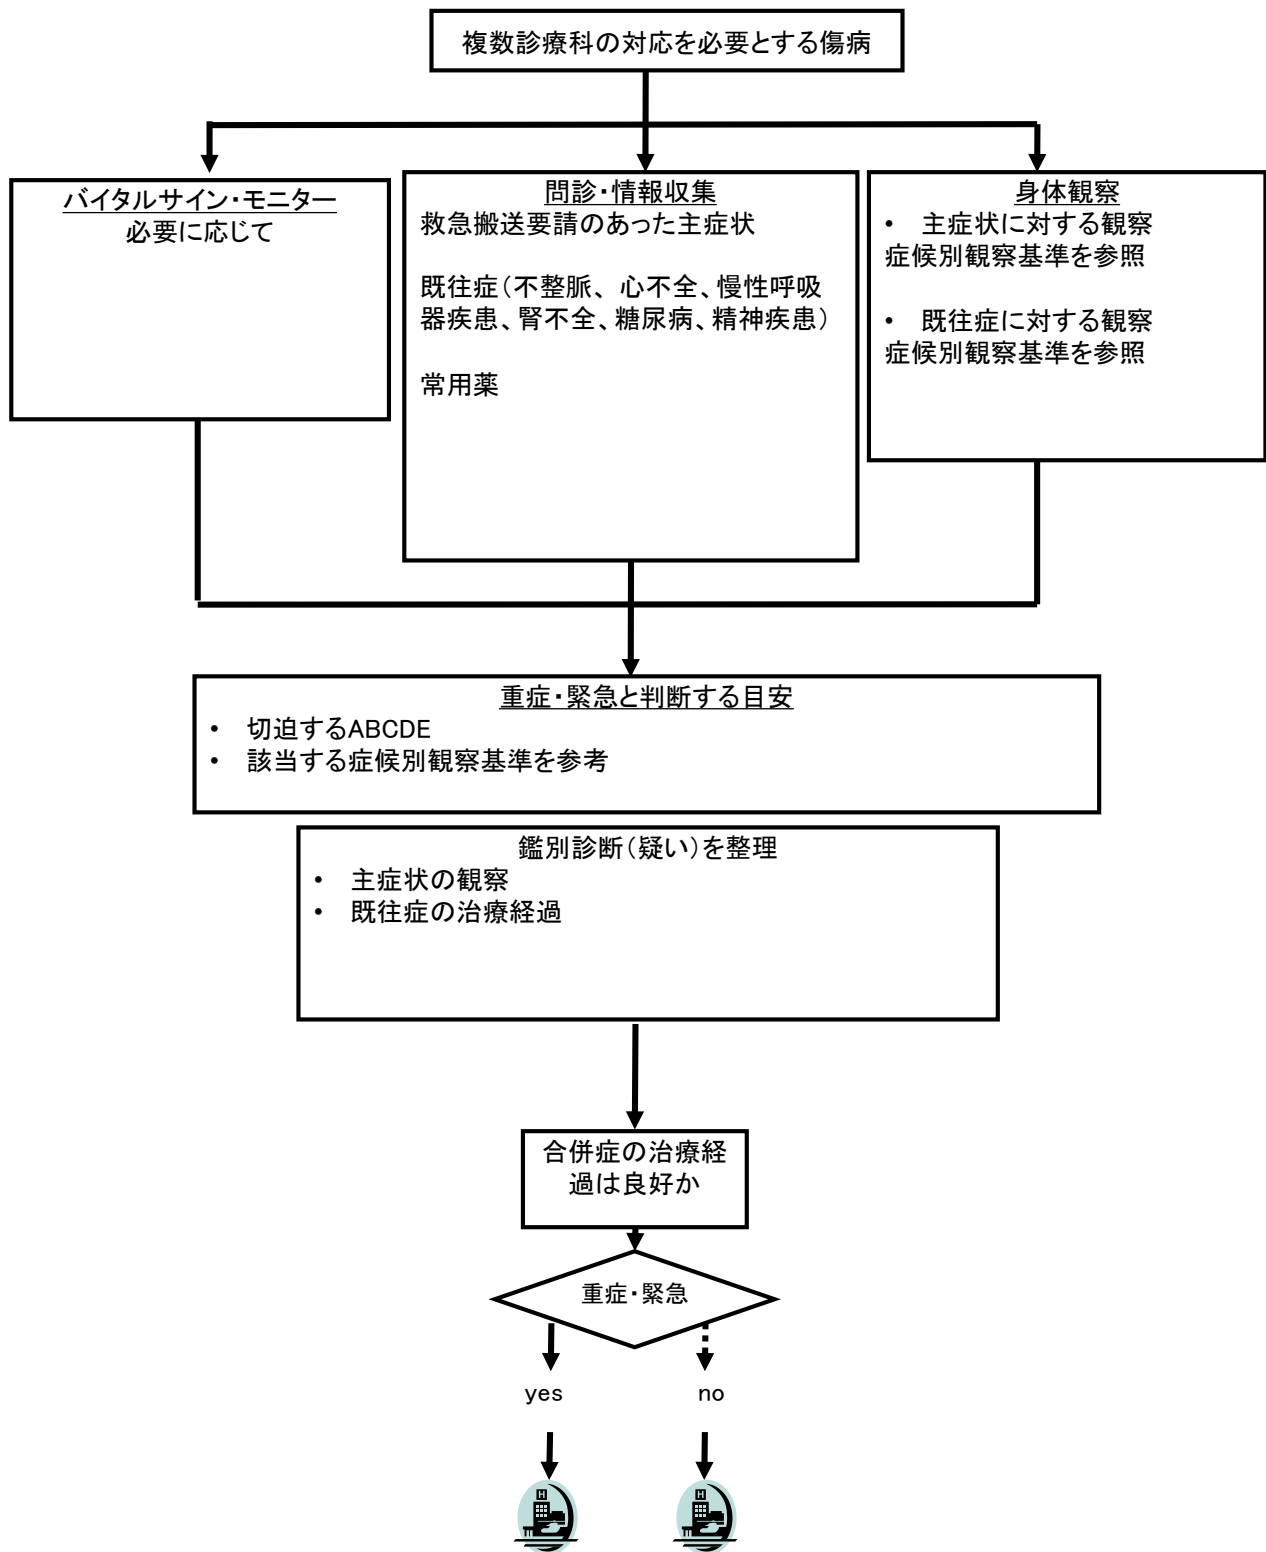 複数診療科の対応を必要とする傷病
バイタルサイン・モニター
必要に応じて
問診・情報収集
救急搬送要請のあった主症状
既往症(不整脈、心不全、慢性呼吸
器疾患、腎不全、糖尿病、精神疾患)
常用薬
身体観察
• 主症状に対する観察
症候別観察基準を参照
• 既往症に対する観察
症候別観察基準を参照
重症・緊急と判断する目安
• 切迫するABCDE
• 該当する症候別観察基準を参考
鑑別診断(疑い)を整理
• 主症状の観察
• 既往症の治療経過
合併症の治療経
過は良好か
重症・緊急
yes
no
H
H